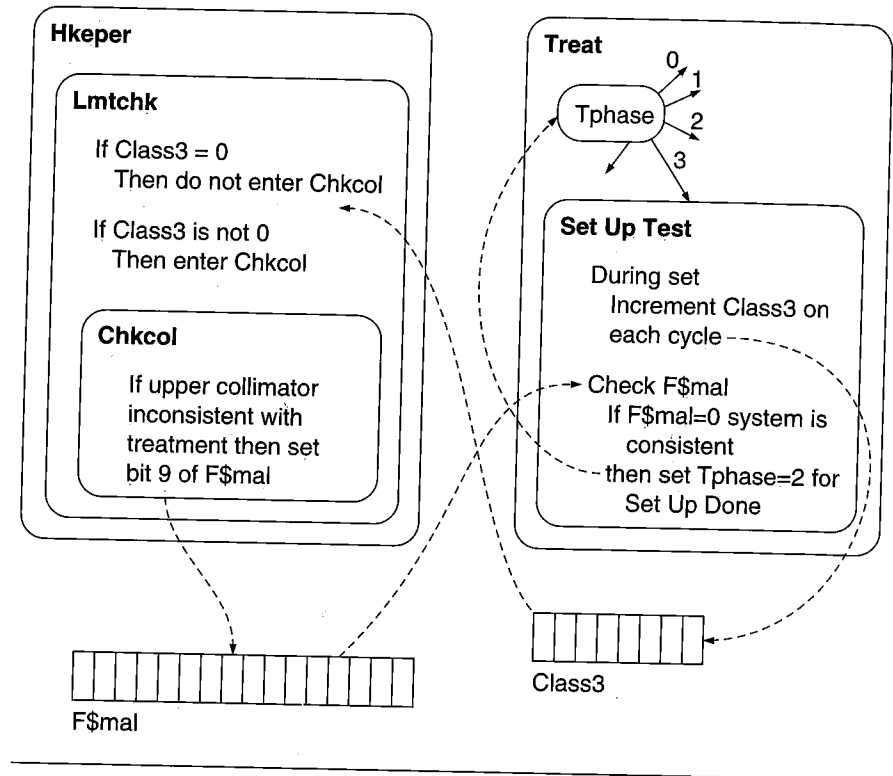 Hkeper
Lmtchk
If Class3 = 0
Then do not enter Chkcol
If Class3 is not 0
Then enter Chkcol
Chkcol
If upper collimator
inconsistent with
treatment then set
bit 9 of F$mal
F$mal
Treat
Tphase
0
1
2
3
Set Up Test
During set
Increment Class3 on
each cycle
Check F$mal
If F$mal=0 system is
consistent
then set Tphase=2 for
Set Up Done
Class3